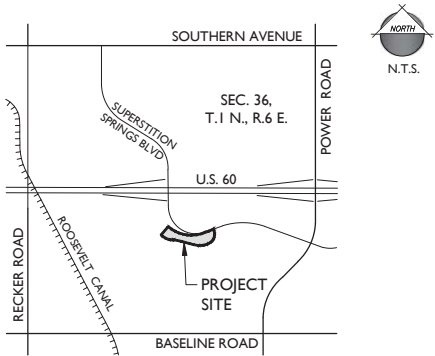 SOUTHERN AVENUE
NORTH
N.T.S.
SUPERSTITION
SPRINGS BLVD
SEC. 36,
T.1 N., R.6 E.
POWER ROAD
U.S. 60
ROOSEVELT CANAL
RECKER ROAD
PROJECT
SITE
BASELINE ROAD